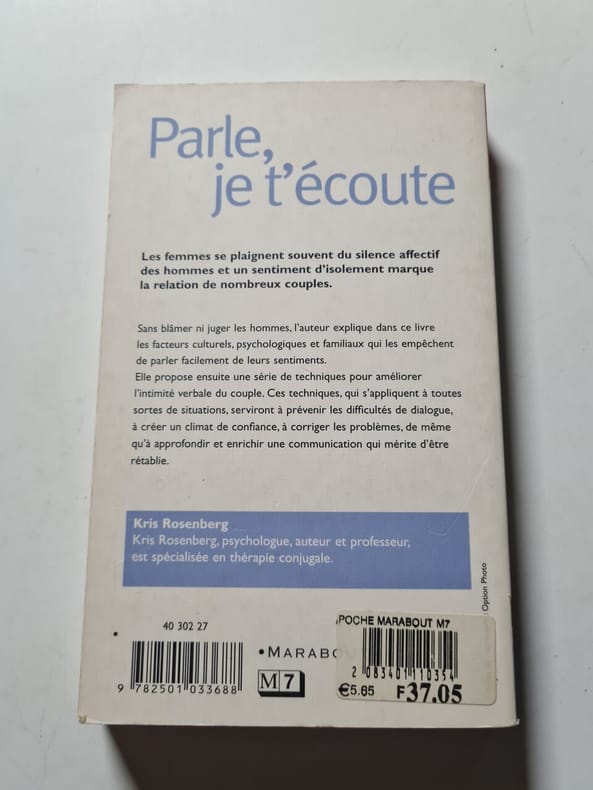 Parle,
je t'écoute
Les femmes se plaignent souvent du silence affectif
des hommes et un sentiment d'isolement marque
la relation de nombreux couples.
Sans blâmer ni juger les hommes, l'auteur explique dans ce livre
les facteurs culturels, psychologiques et familiaux qui les empêchent
de parler facilement de leurs sentiments.
Elle propose ensuite une série de techniques pour améliorer
l'intimité verbale du couple. Ces techniques, qui s'appliquent à toutes
sortes de situations, serviront à prévenir les difficultés de dialogue,
à créer un climat de confiance, à corriger les problèmes, de même
qu'à approfondir et enrichir une communication qui mérite d'être
rétablie.
Kris Rosenberg
Kris Rosenberg, psychologue, auteur et professeur,
est spécialisée en thérapie conjugale.
: Option Photo
40 302 27
9 782501 033688
•MARABO
M7
POCHE MARABOUT M7
2 083401 110354
€5.65 F37.05